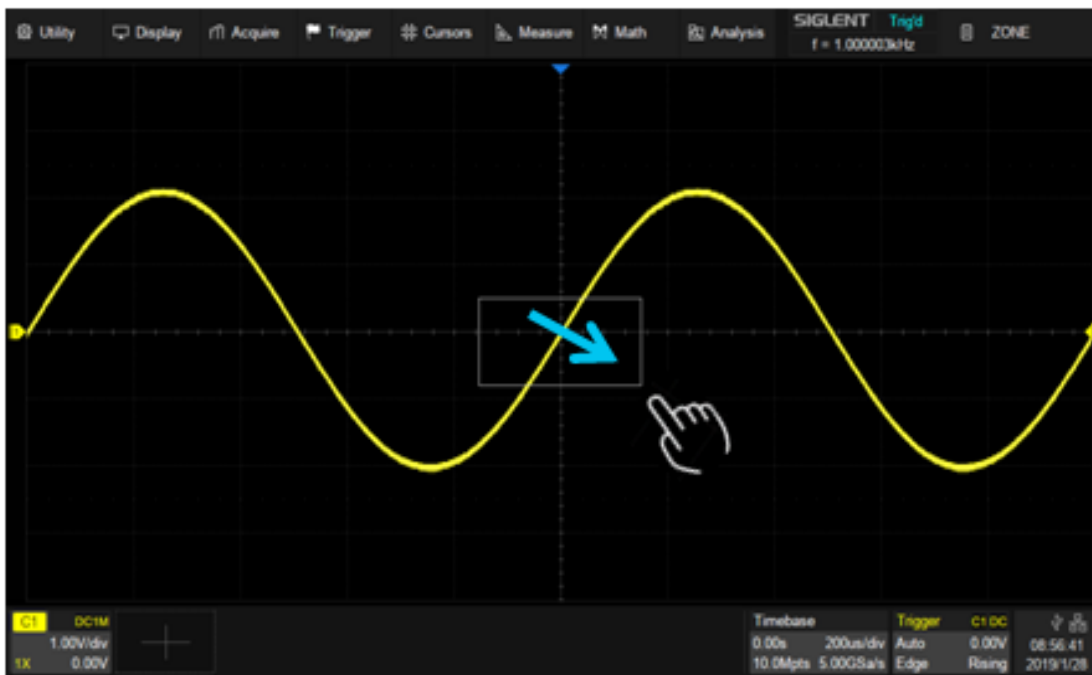 Utility Display Acquire Trigger Cursors Measure Math Analysis SIGLENT Trig'd ZONE
f = 1.000003kHz
D
C1 DC1M
1.00V/div
1X 0.00V
Timebase
0.00s 200us/div
10.0Mpts 5.00GSa/s
Trigger C1 DC
Auto 0.00V
Edge Rising
08:56:41
2019/1/28